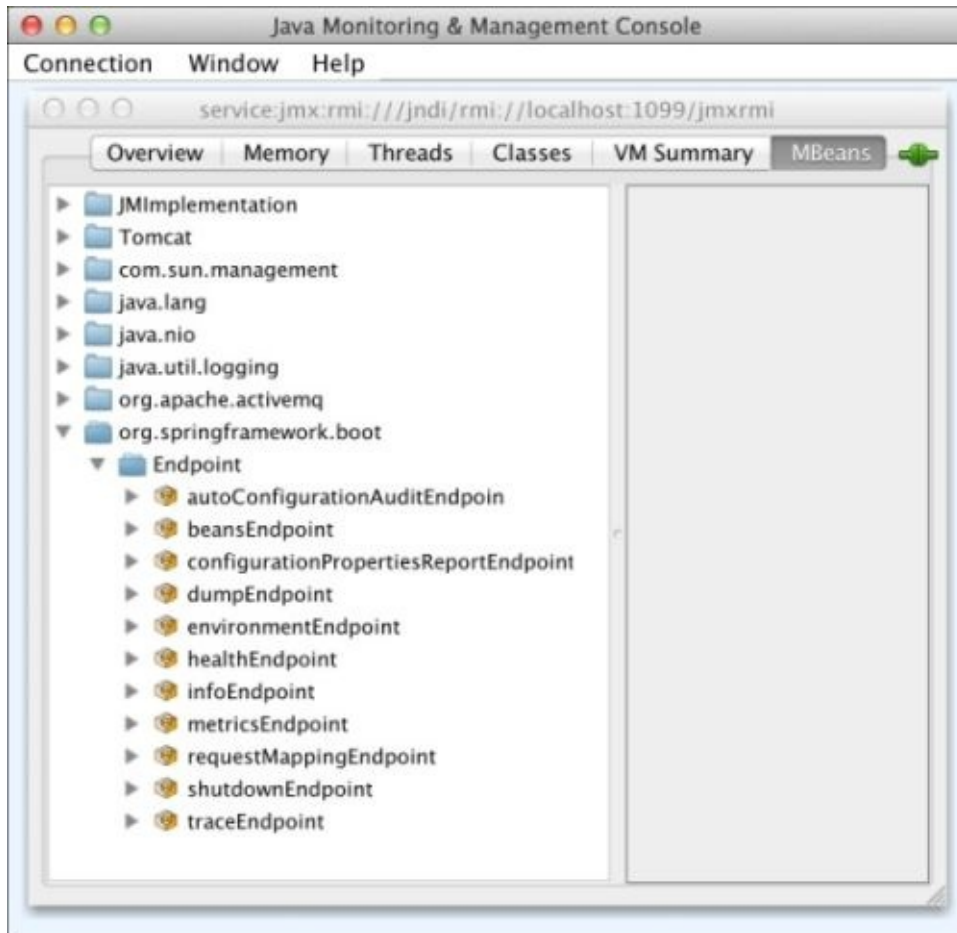 Java Monitoring & Management Console
Connection Window Help
service:jmx:rmi:///jndi/rmi://localhost:1099/jmxrmi
Overview Memory Threads Classes VM Summary MBeans
JMImplementation
Tomcat
com.sun.management
java.lang
java.nio
java.util.logging
org.apache.activemq
org.springframework.boot
Endpoint
autoConfigurationAuditEndpoin
beansEndpoint
configurationPropertiesReportEndpoint
dumpEndpoint
environmentEndpoint
healthEndpoint
infoEndpoint
metricsEndpoint
requestMappingEndpoint
shutdownEndpoint
traceEndpoint